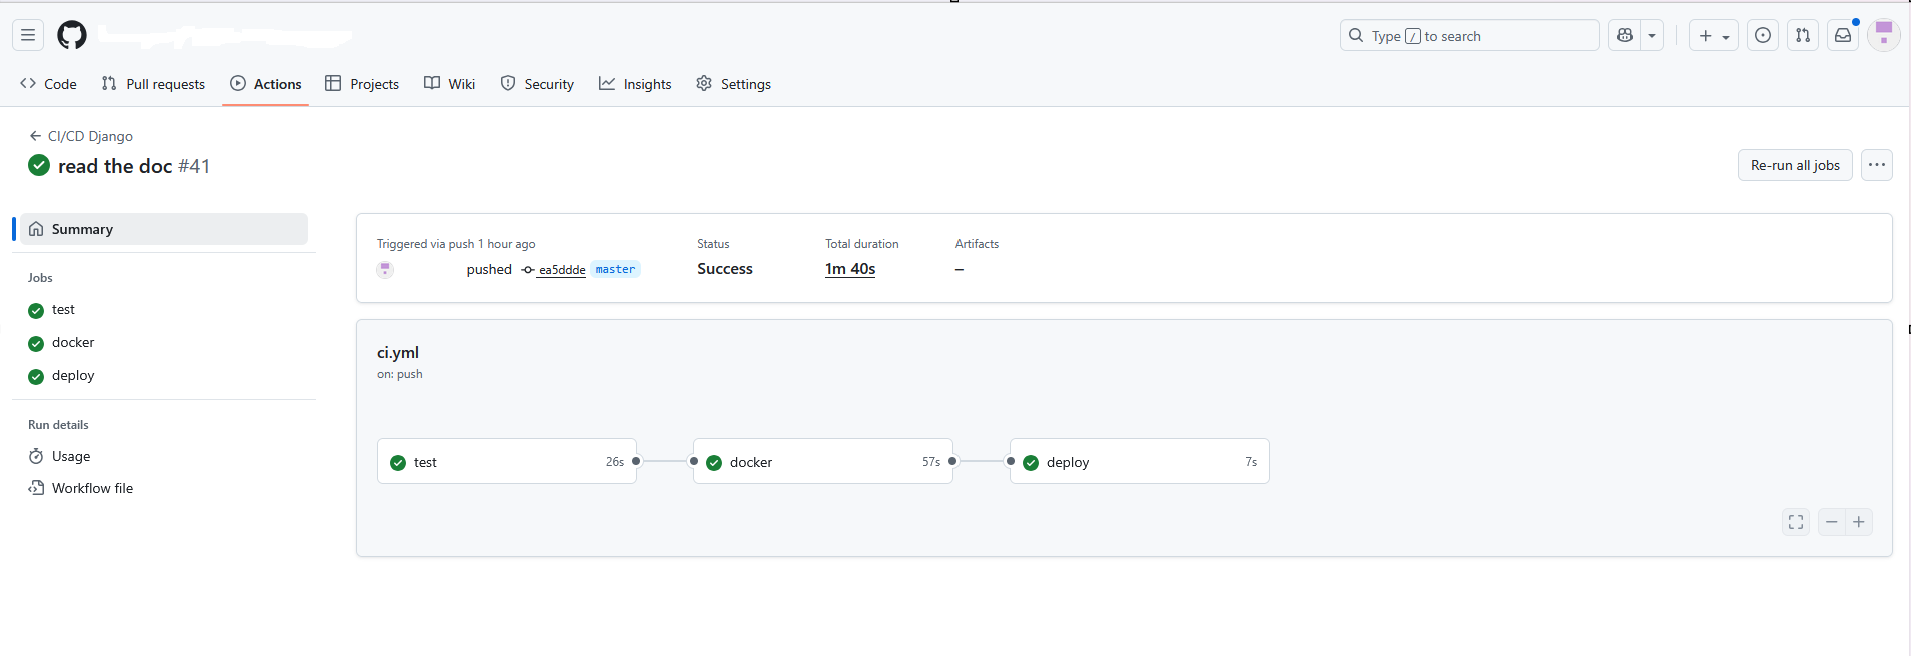 Type / to search
Code
Pull requests
Actions
Projects
Wiki
Security
Insights
Settings
CI/CD Django
read the doc #41
Re-run all jobs
Summary
Jobs
test
docker
deploy
Run details
Usage
Workflow file
Triggered via push 1 hour ago
pushed ea5ddde master
Status
Success
Total duration
1m 40s
Artifacts
–
ci.yml
on: push
test 26s
docker 57s
deploy 7s